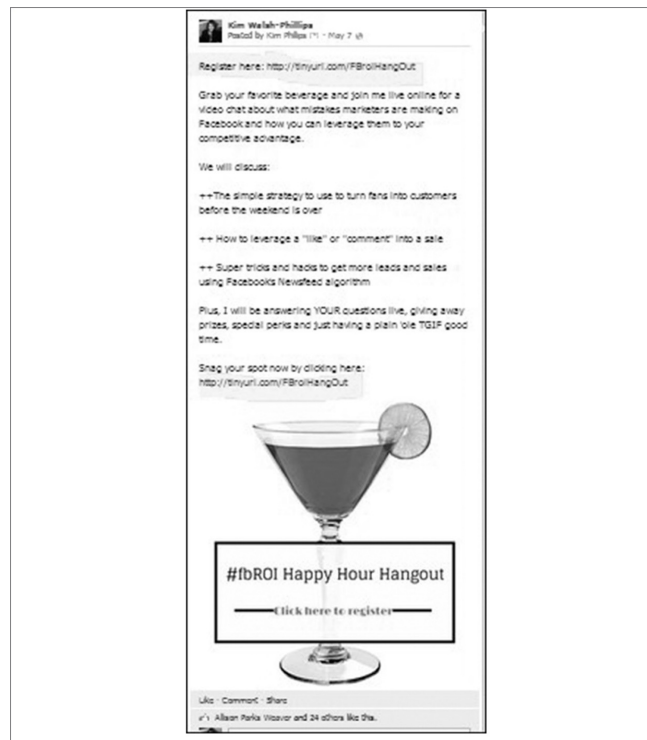 Kim Walsh-Phillips
Posted by Kim Philips [?] · May 7
Register here: http://tinyurl.com/FBroiHangOut
Grab your favorite beverage and join me live online for a
video chat about what mistakes marketers are making on
Facebook and how you can leverage them to your
competitive advantage.
We will discuss:
++The simple strategy to use to turn fans into customers
before the weekend is over
++ How to leverage a "like" or "comment" into a sale
++ Super tricks and hacks to get more leads and sales
using Facebooks Newsfeed algorithm
Plus, I will be answering YOUR questions live, giving away
prizes, special perks and just having a plain 'ole TGIF good
time.
Snag your spot now by clicking here:
http://tinyurl.com/FBroiHangOut
#fbROI Happy Hour Hangout
Click here to register
Like · Comment · Share
Allison Parks Weaver and 24 others like this.